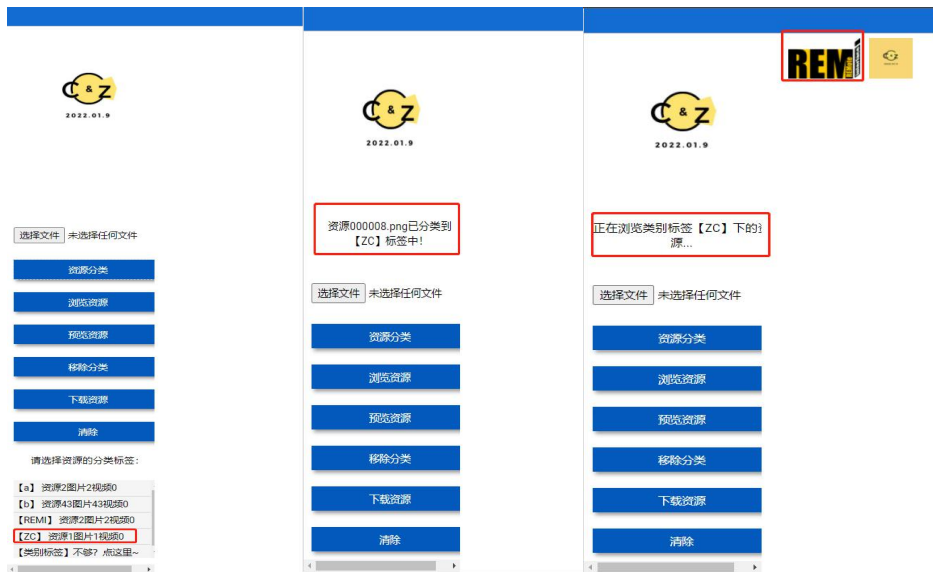 C & Z
2022.01.9
选择文件 未选择任何文件
资源分类
浏览资源
预览资源
移除分类
下载资源
清除
请选择资源的分类标签：
【a】 资源2图片2视频0
【b】 资源43图片43视频0
【REMI】 资源2图片2视频0
【ZC】 资源1图片1视频0
【类别标签】不够？点这里~
C & Z
2022.01.9
资源000008.png已分类到
【ZC】标签中！
选择文件 未选择任何文件
资源分类
浏览资源
预览资源
移除分类
下载资源
清除
REMI
C & Z
2022.01.9
正在浏览类别标签【ZC】下的资
源...
选择文件 未选择任何文件
资源分类
浏览资源
预览资源
移除分类
下载资源
清除